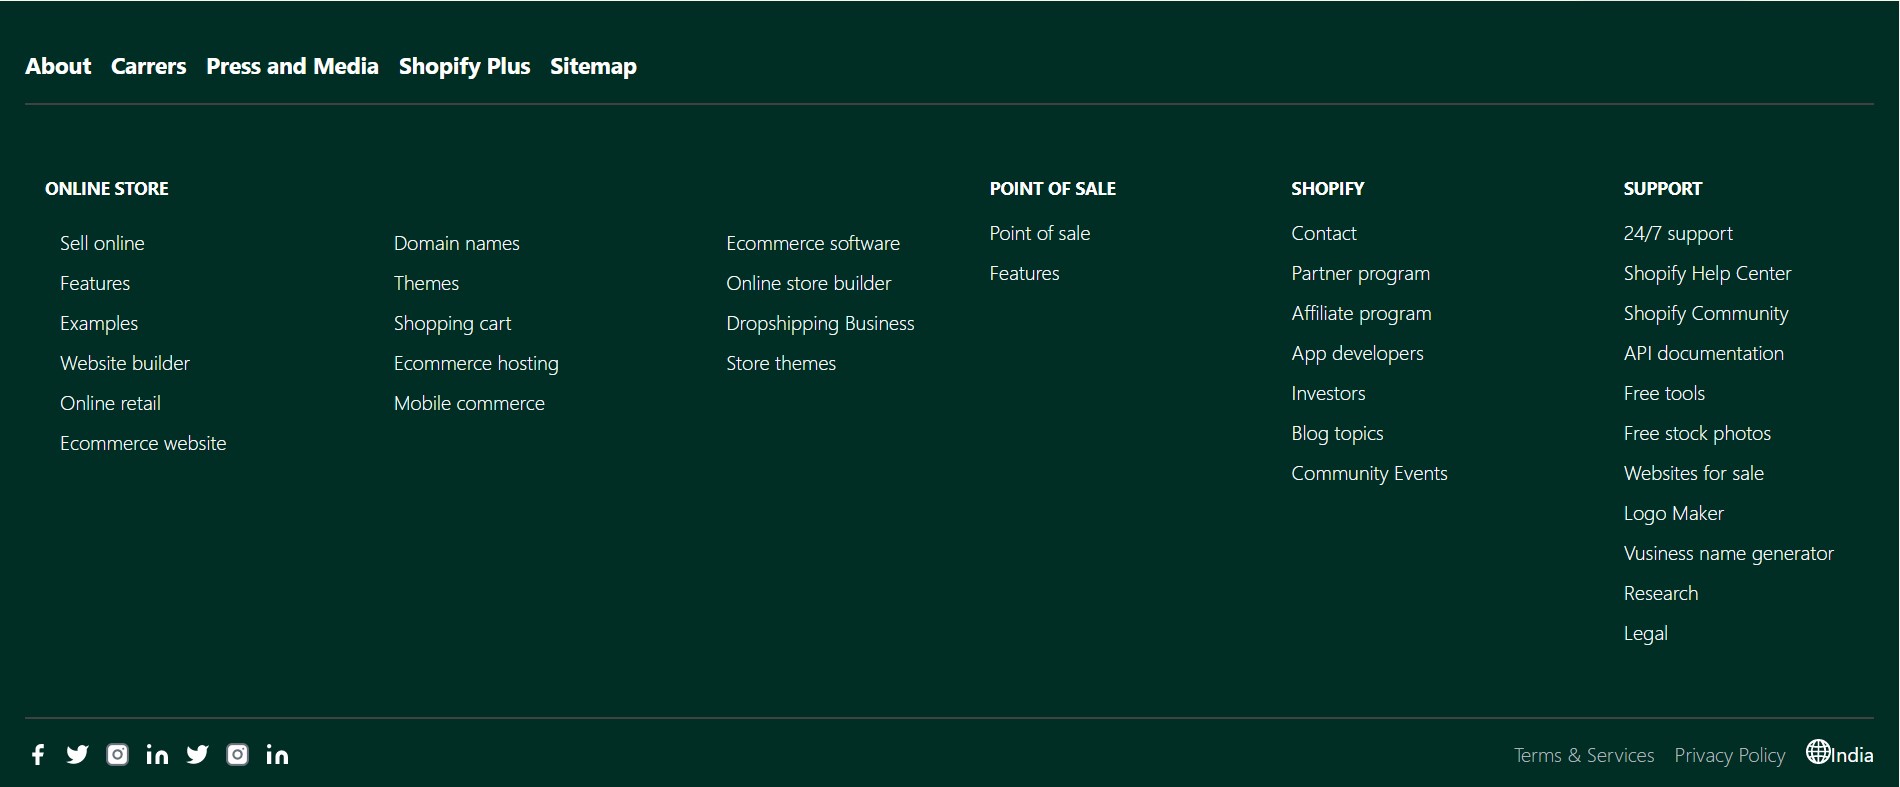 About Carrers Press and Media Shopify Plus Sitemap
ONLINE STORE
Sell online
Features
Examples
Website builder
Online retail
Ecommerce website
Domain names
Themes
Shopping cart
Ecommerce hosting
Mobile commerce
Ecommerce software
Online store builder
Dropshipping Business
Store themes
POINT OF SALE
Point of sale
Features
SHOPIFY
Contact
Partner program
Affiliate program
App developers
Investors
Blog topics
Community Events
SUPPORT
24/7 support
Shopify Help Center
Shopify Community
API documentation
Free tools
Free stock photos
Websites for sale
Logo Maker
Vusiness name generator
Research
Legal
Terms & Services Privacy Policy India